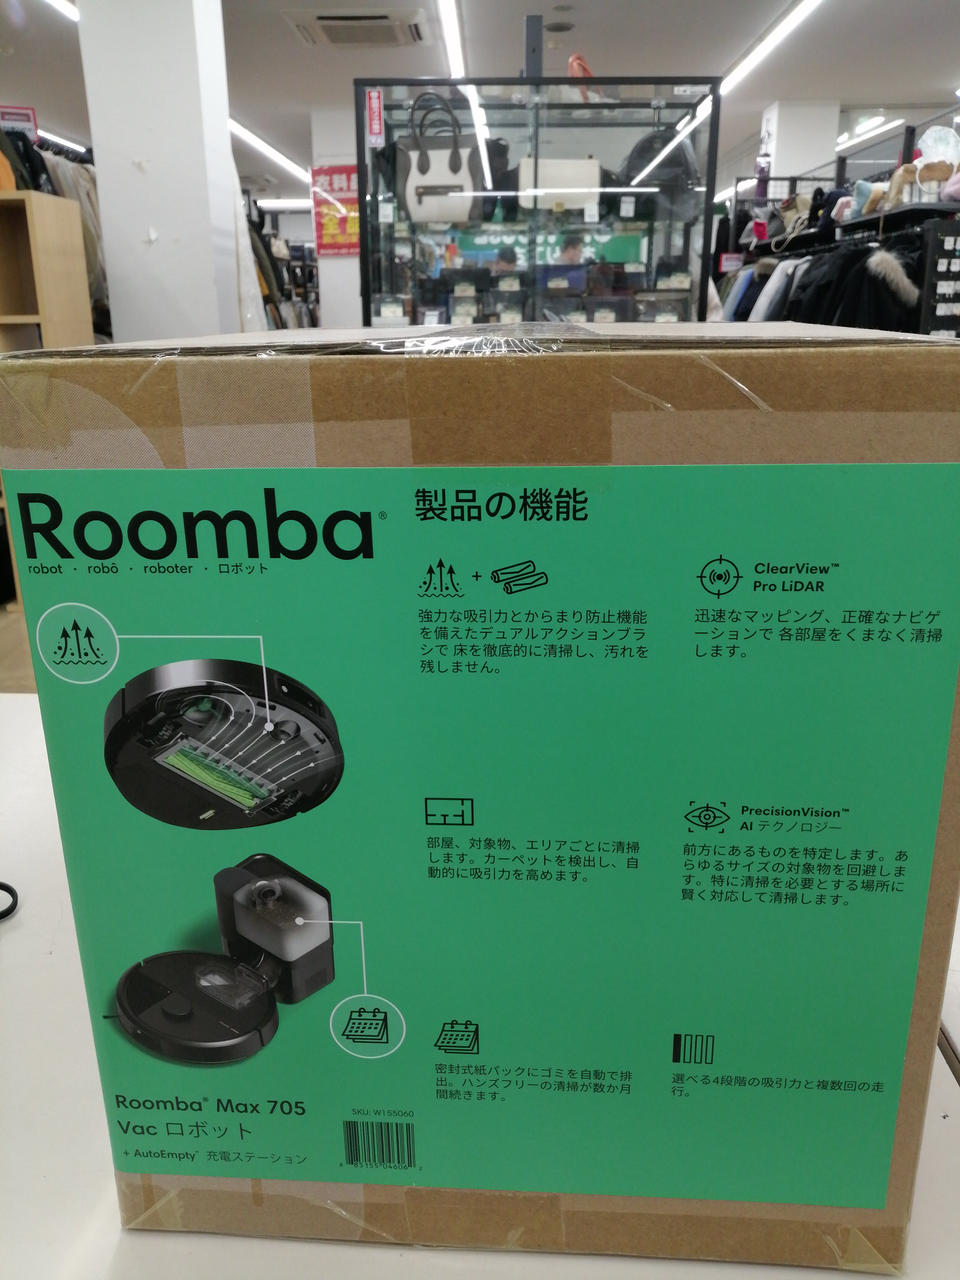 Roomba®
robot · robô · roboter · ロボット
製品の機能
強力な吸引力とからまり防止機能
を備えたデュアルアクションブラ
シで 床を徹底的に清掃し、汚れを
残しません。
ClearView™
Pro LiDAR
迅速なマッピング、正確なナビゲ
ーションで 各部屋をくまなく清掃
します。
部屋、対象物、エリアごとに清掃
します。カーペットを検出し、自
動的に吸引力を高めます。
PrecisionVision™
AI テクノロジー
前方にあるものを特定します。あ
らゆるサイズの対象物を回避しま
す。特に清掃を必要とする場所に
賢く対応して清掃します。
密封式紙パックにゴミを自動で排
出。ハンズフリーの清掃が数か月
間続きます。
選べる4段階の吸引力と複数回の走
行。
Roomba® Max 705
Vac ロボット
+ AutoEmpty™ 充電ステーション
SKU: W155060
8 85155 04606 2
衣料品